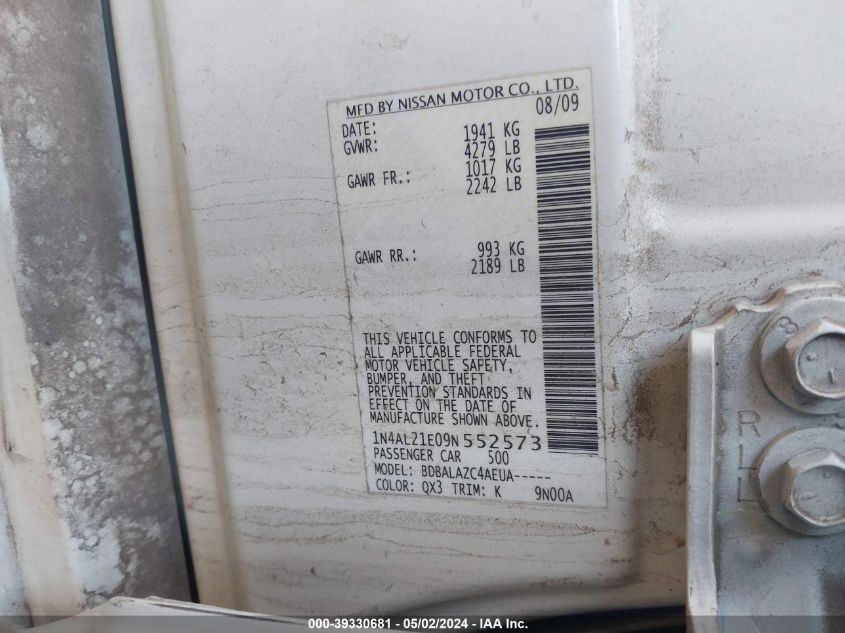 MFD BY NISSAN MOTOR CO., LTD.
DATE: 08/09
GVWR: 1941 KG
4279 LB
GAWR FR.: 1017 KG
2242 LB
GAWR RR.: 993 KG
2189 LB
THIS VEHICLE CONFORMS TO
ALL APPLICABLE FEDERAL
MOTOR VEHICLE SAFETY,
BUMPER, AND THEFT
PREVENTION STANDARDS IN
EFFECT ON THE DATE OF
MANUFACTURE SHOWN ABOVE.
1N4AL21E09N552573
PASSENGER CAR 500
MODEL: BDBALAZC4AEUA-----
COLOR: QX3 TRIM: K 9N00A
RLL
000-39330681 - 05/02/2024 - IAAI Inc.